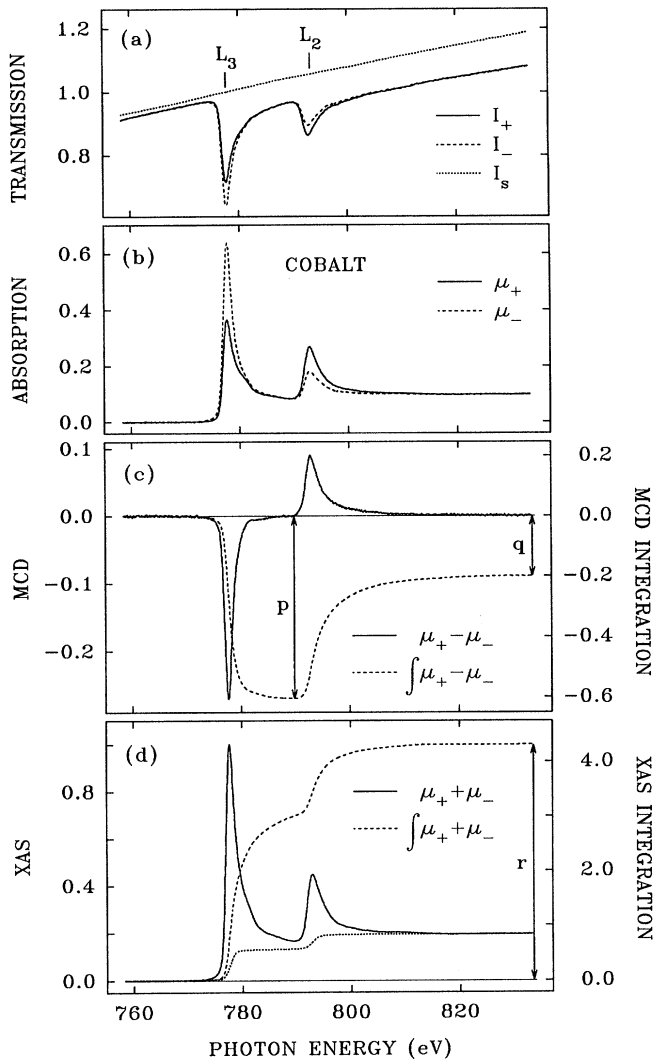 (a)
L3
L2
1.2
1.0
0.8
TRANSMISSION
I+
I−
Is
(b)
COBALT
0.6
0.4
0.2
0.0
ABSORPTION
μ+
μ−
(c)
0.1
0.0
−0.1
−0.2
MCD
p
q
μ+−μ−
∫μ+−μ−
0.2
0.0
−0.2
−0.4
−0.6
MCD INTEGRATION
(d)
0.8
0.4
0.0
XAS
μ++μ−
∫μ++μ−
r
4.0
2.0
0.0
XAS INTEGRATION
760 780 800 820
PHOTON ENERGY (eV)